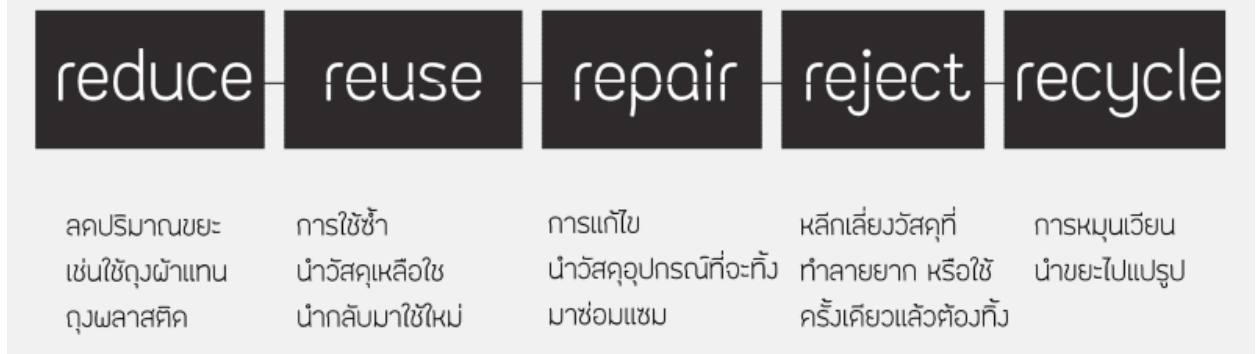 reduce
reuse
repair
reject
recycle
ลดปริมาณขยะ
เช่นใช้ถุงผ้าแทน
ถุงพลาสติด
การใช้ซ้ำ
นำวัสดุเหลือใช
นำกลับมาใช้ใหม่
การแก้ไข
นำวัสดุอุปกรณ์ที่จะทิ้ง
มาซ่อมแซม
หลีกเลี่ยงวัสดุที่
ทำลายยาก หรือใช้
ครั้งเดียวแล้วต้องทิ้ง
การหมุนเวียน
นำขยะไปแปรูป